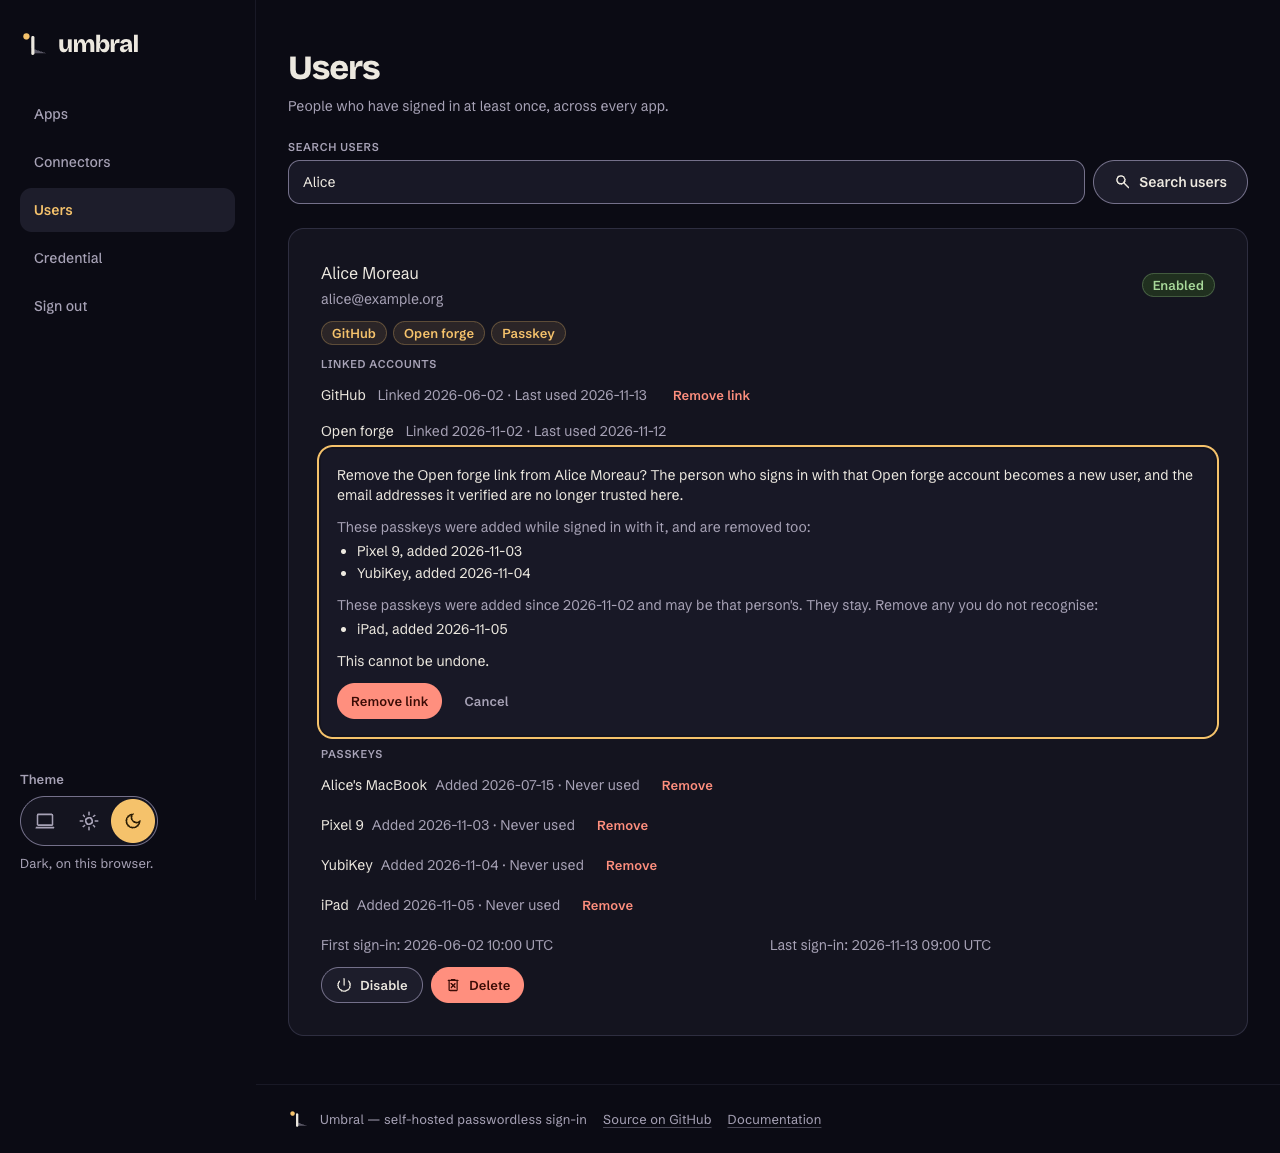 umbral
Apps
Connectors
Users
Credential
Sign out
Theme
Dark, on this browser.
Users
People who have signed in at least once, across every app.
SEARCH USERS
Alice
Search users
Alice Moreau
alice@example.org
Enabled
GitHub Open forge Passkey
LINKED ACCOUNTS
GitHub Linked 2026-06-02 · Last used 2026-11-13 Remove link
Open forge Linked 2026-11-02 · Last used 2026-11-12
Remove the Open forge link from Alice Moreau? The person who signs in with that Open forge account becomes a new user, and the
email addresses it verified are no longer trusted here.
These passkeys were added while signed in with it, and are removed too:
• Pixel 9, added 2026-11-03
• YubiKey, added 2026-11-04
These passkeys were added since 2026-11-02 and may be that person's. They stay. Remove any you do not recognise:
• iPad, added 2026-11-05
This cannot be undone.
Remove link Cancel
PASSKEYS
Alice's MacBook Added 2026-07-15 · Never used Remove
Pixel 9 Added 2026-11-03 · Never used Remove
YubiKey Added 2026-11-04 · Never used Remove
iPad Added 2026-11-05 · Never used Remove
First sign-in: 2026-06-02 10:00 UTC Last sign-in: 2026-11-13 09:00 UTC
Disable Delete
Umbral — self-hosted passwordless sign-in Source on GitHub Documentation